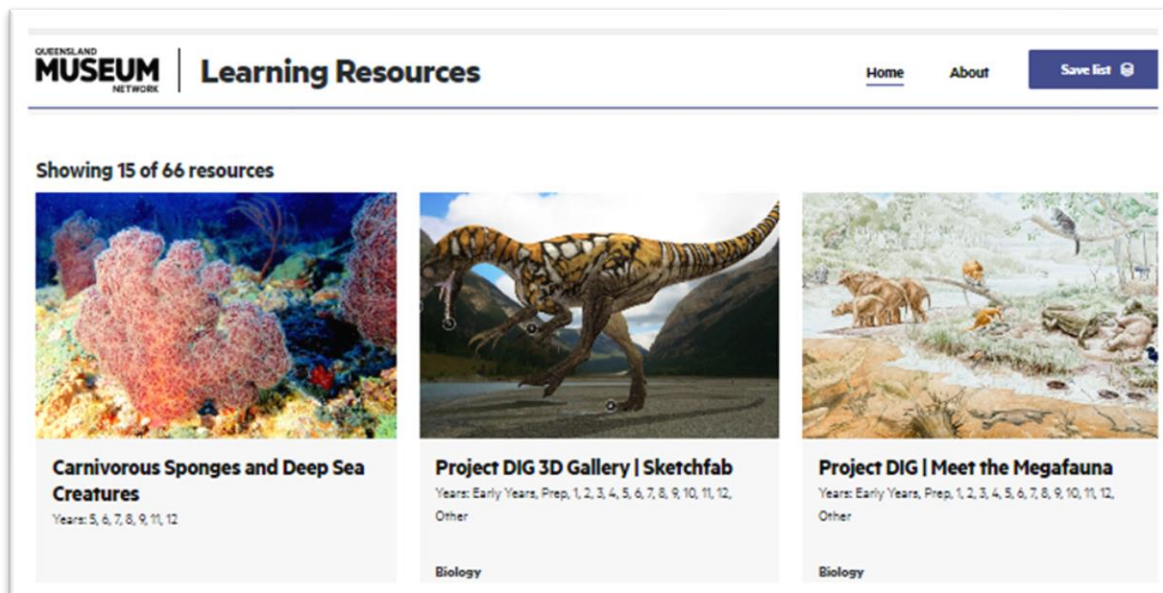 QUEENSLAND
MUSEUM
NETWORK
Learning Resources
Home
About
Save list
Showing 15 of 66 resources
Carnivorous Sponges and Deep Sea
Creatures
Years: 5, 6, 7, 8, 9, 11, 12
Project DIG 3D Gallery | Sketchfab
Years: Early Years, Prep, 1, 2, 3, 4, 5, 6, 7, 8, 9, 10, 11, 12,
Other
Biology
Project DIG | Meet the Megafauna
Years: Early Years, Prep, 1, 2, 3, 4, 5, 6, 7, 8, 9, 10, 11, 12,
Other
Biology